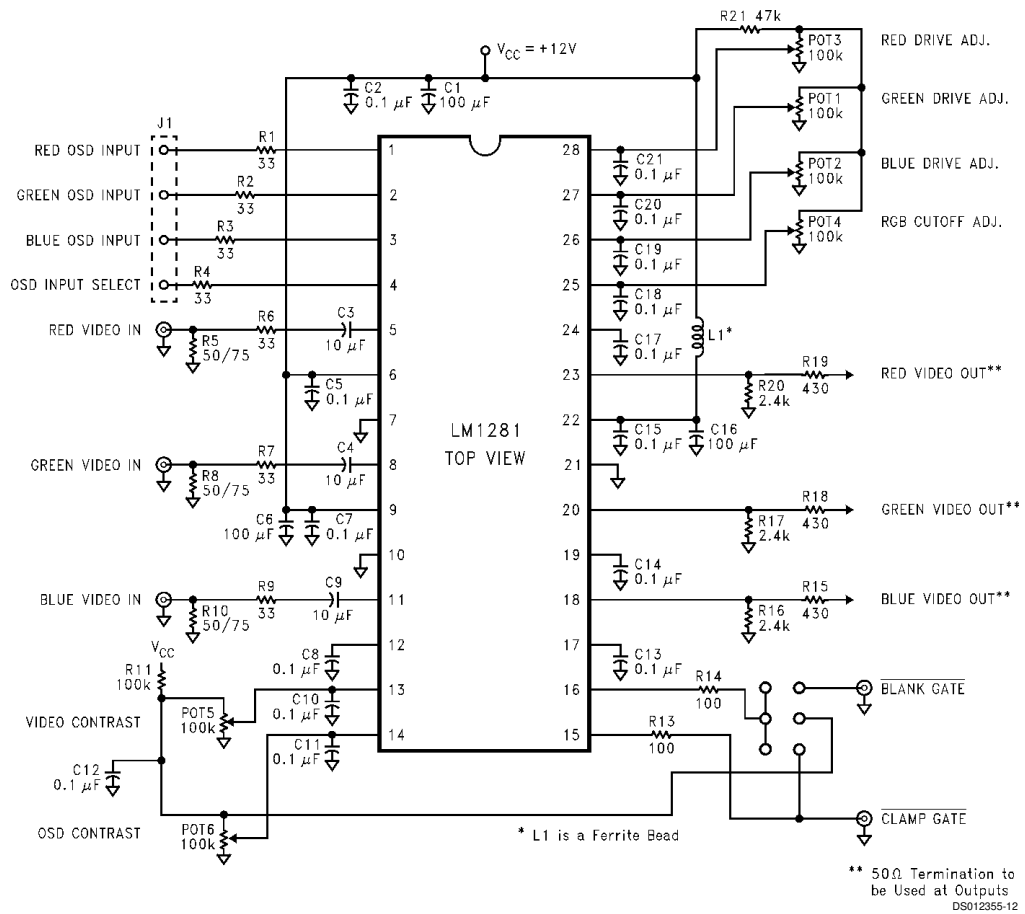 R21 47k
V_CC = +12V
POT3
100k
RED DRIVE ADJ.
C2
0.1 µF
C1
100 µF
POT1
100k
GREEN DRIVE ADJ.
J1
RED OSD INPUT
R1
33
1
28
C21
0.1 µF
POT2
100k
BLUE DRIVE ADJ.
GREEN OSD INPUT
R2
33
2
27
C20
0.1 µF
POT4
100k
RGB CUTOFF ADJ.
BLUE OSD INPUT
R3
33
3
26
C19
0.1 µF
OSD INPUT SELECT
R4
33
4
25
C18
0.1 µF
RED VIDEO IN
R5
50/75
R6
33
C3
10 µF
5
24
C17
0.1 µF
L1*
C5
0.1 µF
6
23
R20
2.4k
R19
430
RED VIDEO OUT**
7
LM1281
TOP VIEW
22
C15
0.1 µF
C16
100 µF
GREEN VIDEO IN
R8
50/75
R7
33
C4
10 µF
8
21
C6
100 µF
C7
0.1 µF
9
20
R17
2.4k
R18
430
GREEN VIDEO OUT**
10
19
C14
0.1 µF
BLUE VIDEO IN
R10
50/75
R9
33
C9
10 µF
11
18
R16
2.4k
R15
430
BLUE VIDEO OUT**
C8
0.1 µF
12
17
C13
0.1 µF
V_CC
R11
100k
VIDEO CONTRAST
POT5
100k
C10
0.1 µF
13
16
R14
100
BLANK GATE
C11
0.1 µF
14
15
R13
100
C12
0.1 µF
OSD CONTRAST
POT6
100k
* L1 is a Ferrite Bead
CLAMP GATE
** 50Ω Termination to
be Used at Outputs
DS012355-12